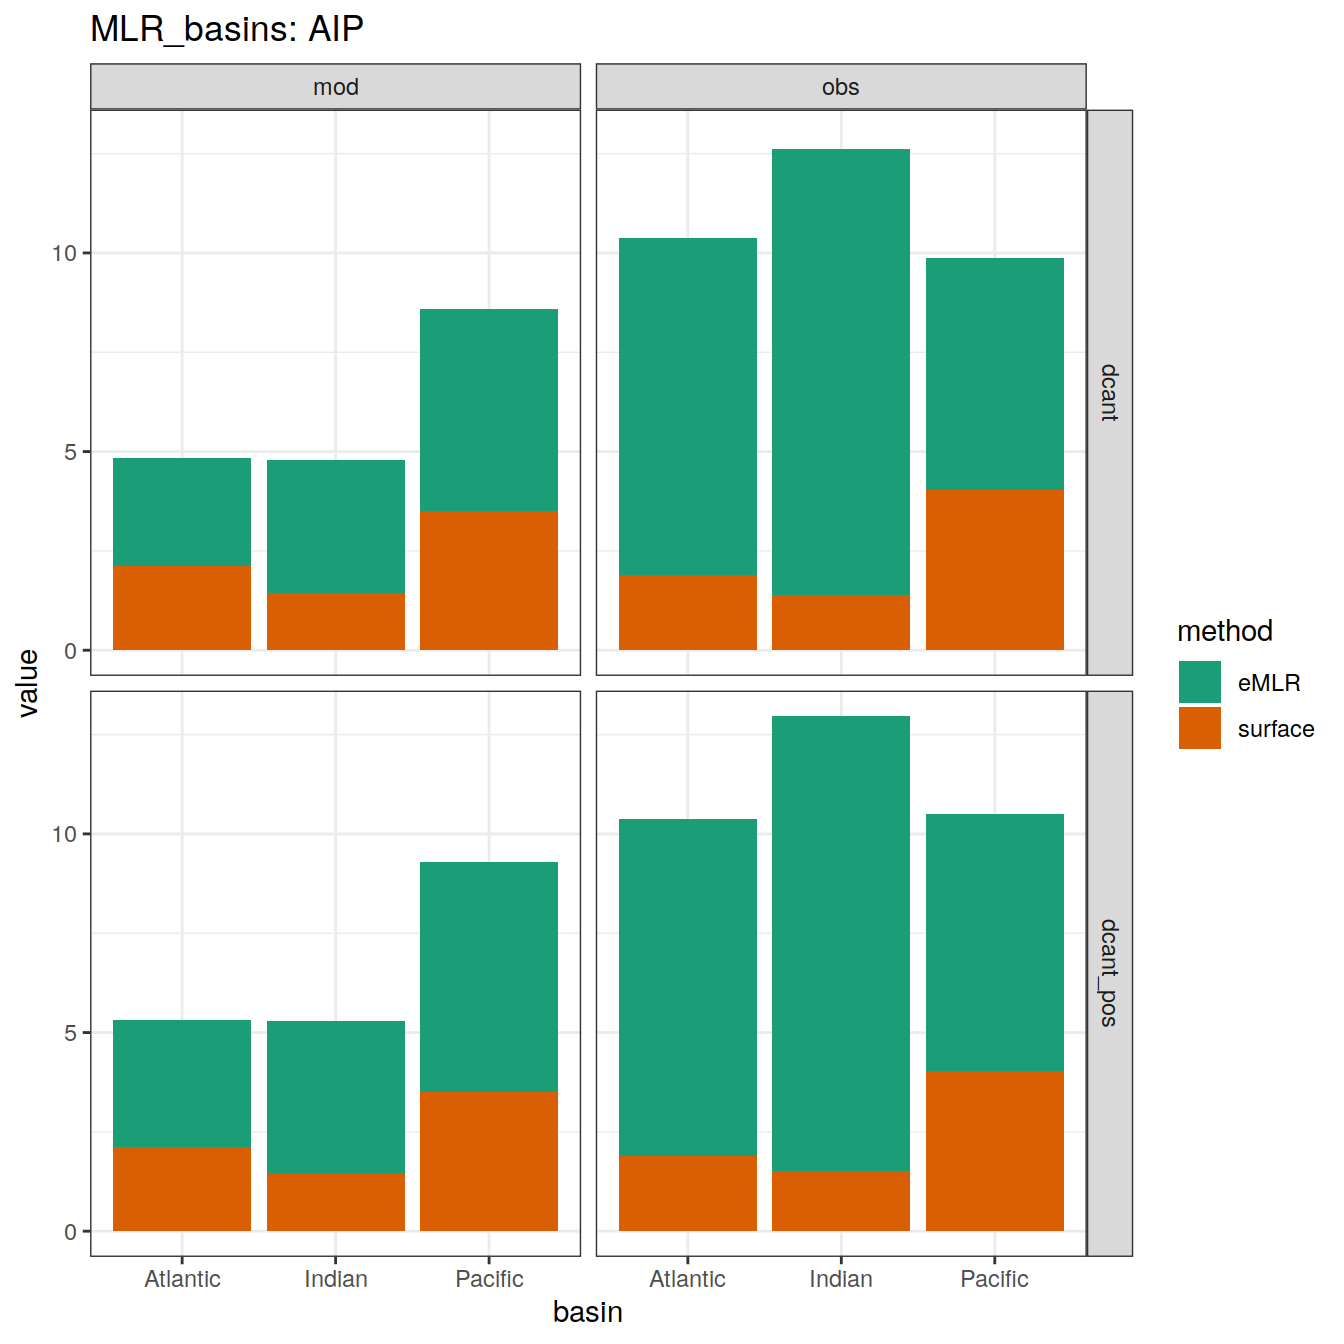 MLR_basins: AIP
mod
obs
10
5
0
dcant
value
10
5
0
dcant_pos
Atlantic
Indian
Pacific
Atlantic
Indian
Pacific
basin
method
eMLR
surface